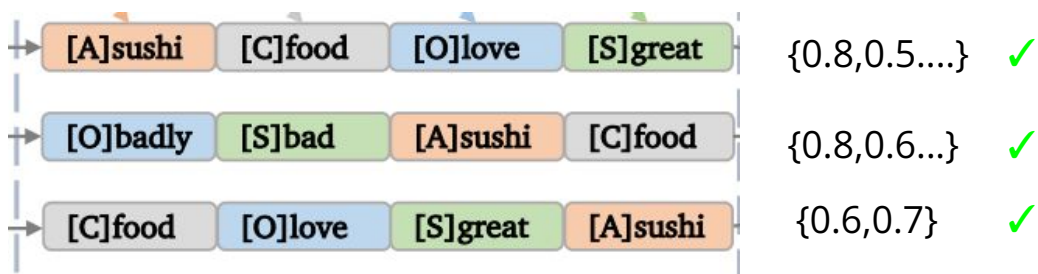 [A]sushi [C]food [O]love [S]great {0.8,0.5....} ✓
[O]badly [S]bad [A]sushi [C]food {0.8,0.6...} ✓
[C]food [O]love [S]great [A]sushi {0.6,0.7} ✓